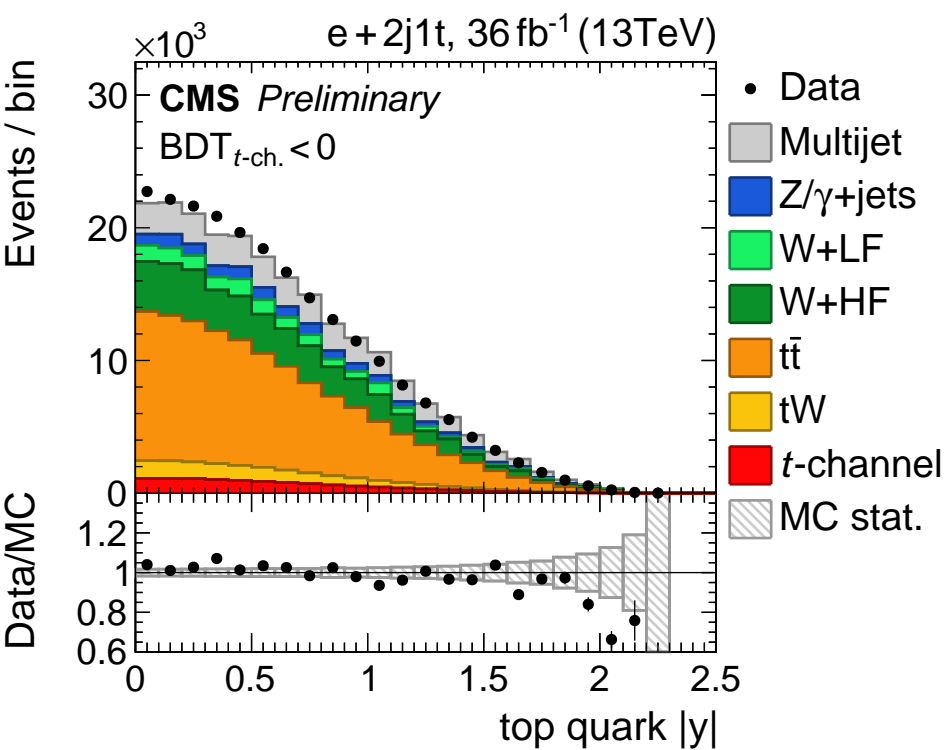 ×10³
e + 2j1t, 36 fb⁻¹ (13TeV)
Events / bin
30
20
10
0
CMS Preliminary
BDTₜ₋ch. < 0
Data
Multijet
Z/γ+jets
W+LF
W+HF
tt̄
tW
t-channel
MC stat.
Data/MC
1.2
1
0.8
0.6
0
0.5
1
1.5
2
2.5
top quark |y|